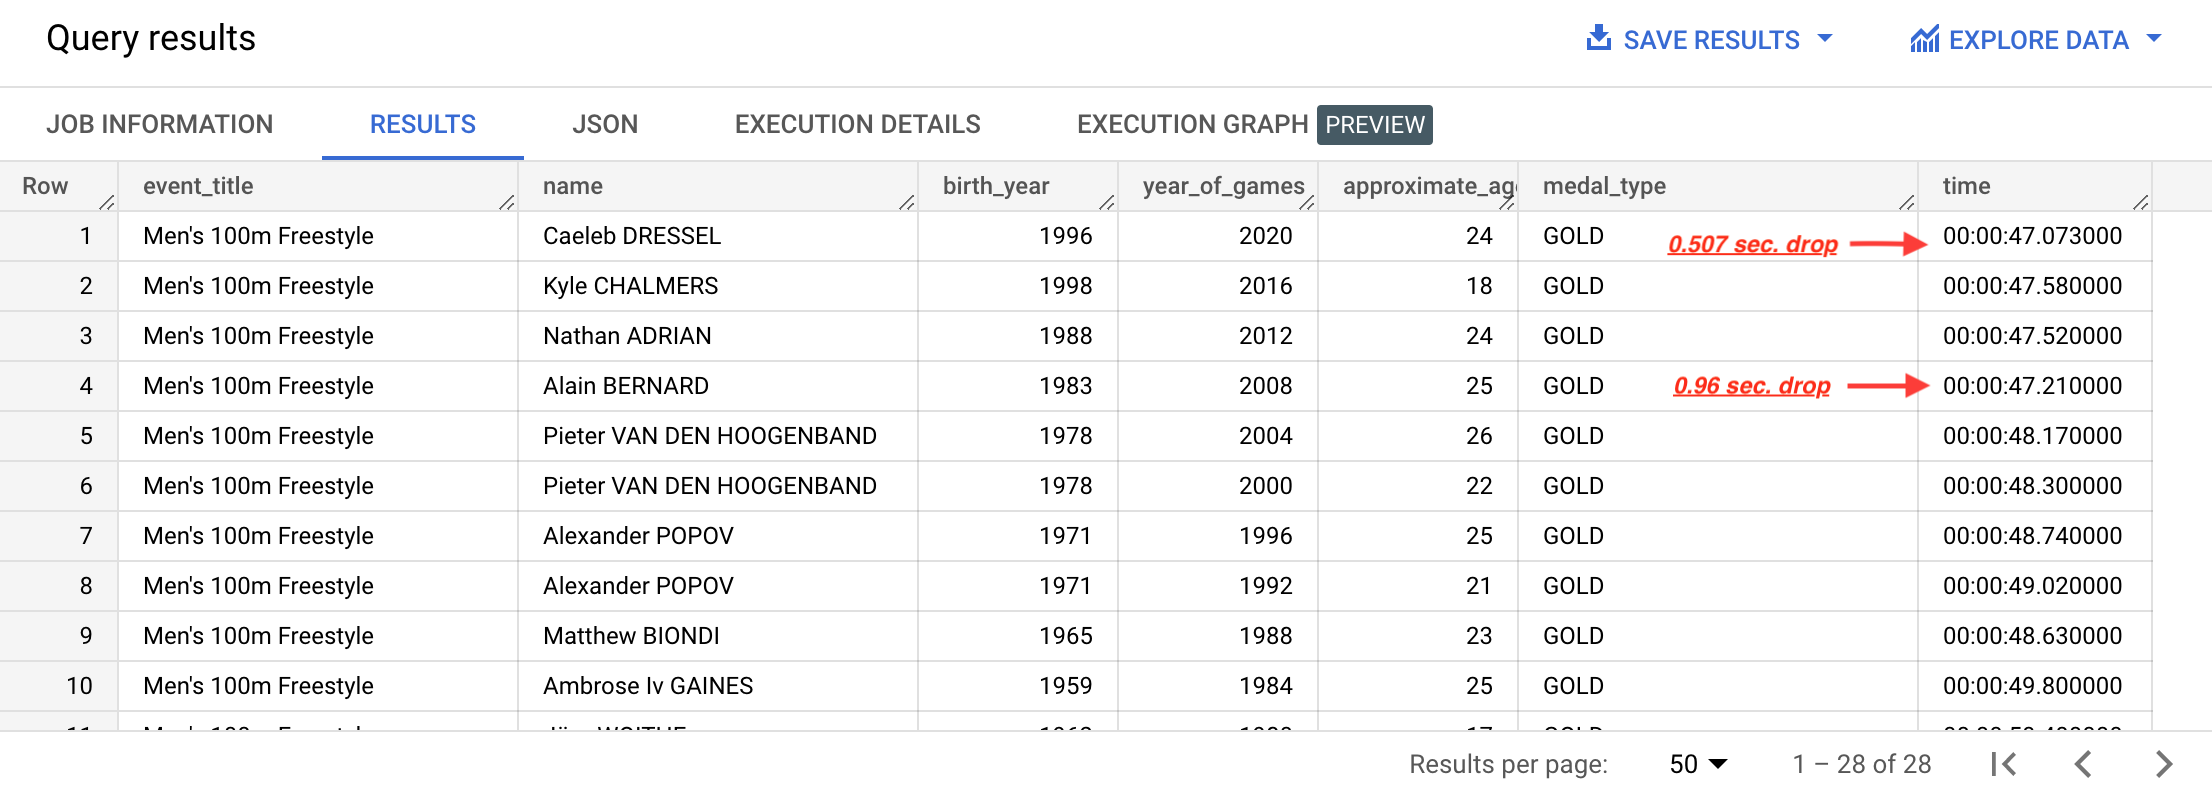 Query results SAVE RESULTS EXPLORE DATA
JOB INFORMATION RESULTS JSON EXECUTION DETAILS EXECUTION GRAPH PREVIEW
Row event_title name birth_year year_of_games approximate_ag medal_type time
1 Men's 100m Freestyle Caeleb DRESSEL 1996 2020 24 GOLD 0.507 sec. drop 00:00:47.073000
2 Men's 100m Freestyle Kyle CHALMERS 1998 2016 18 GOLD 00:00:47.580000
3 Men's 100m Freestyle Nathan ADRIAN 1988 2012 24 GOLD 00:00:47.520000
4 Men's 100m Freestyle Alain BERNARD 1983 2008 25 GOLD 0.96 sec. drop 00:00:47.210000
5 Men's 100m Freestyle Pieter VAN DEN HOOGENBAND 1978 2004 26 GOLD 00:00:48.170000
6 Men's 100m Freestyle Pieter VAN DEN HOOGENBAND 1978 2000 22 GOLD 00:00:48.300000
7 Men's 100m Freestyle Alexander POPOV 1971 1996 25 GOLD 00:00:48.740000
8 Men's 100m Freestyle Alexander POPOV 1971 1992 21 GOLD 00:00:49.020000
9 Men's 100m Freestyle Matthew BIONDI 1965 1988 23 GOLD 00:00:48.630000
10 Men's 100m Freestyle Ambrose Iv GAINES 1959 1984 25 GOLD 00:00:49.800000
Results per page: 50 1 – 28 of 28